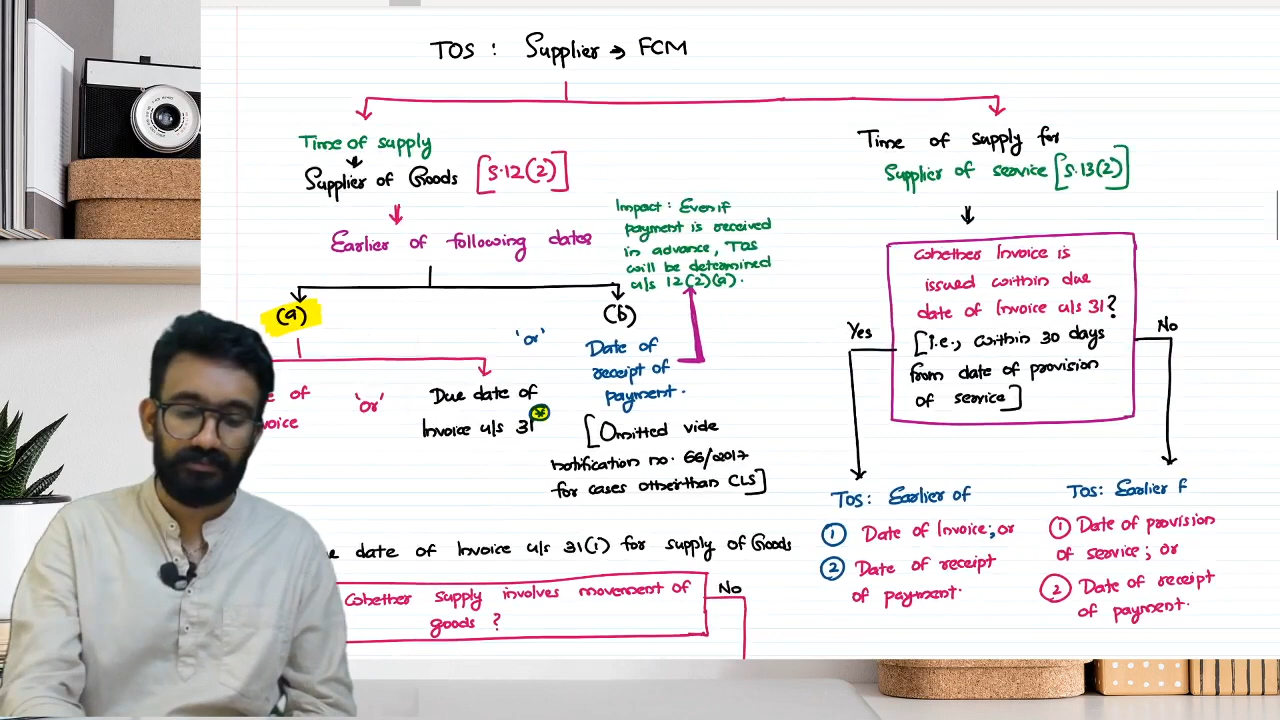 TOS : Supplier → FCM
Time of supply
Supplier of Goods [S.12(2)]
Earlier of following dates
(a)
'or'
(b)
'or'
Due date of
Invoice u/s 31*
Date of
receipt of
payment.
[Omitted vide
notification no. 66/2017
for cases other than CLS]
Impact : Even if
payment is received
in advance, TOS
will be determined
u/s 12(2)(a).
date of Invoice u/s 31(1) for supply of Goods
Whether supply involves movement of
goods ?
No
Time of supply for
Supplier of service [S.13(2)]
Whether Invoice is
issued within due
date of Invoice u/s 31?
[i.e., within 30 days
from date of provision
of service]
Yes
No
TOS: Earlier of
① Date of Invoice; or
② Date of receipt
of payment.
TOS: Earlier f
① Date of provision
of service; or
② Date of receipt
of payment.